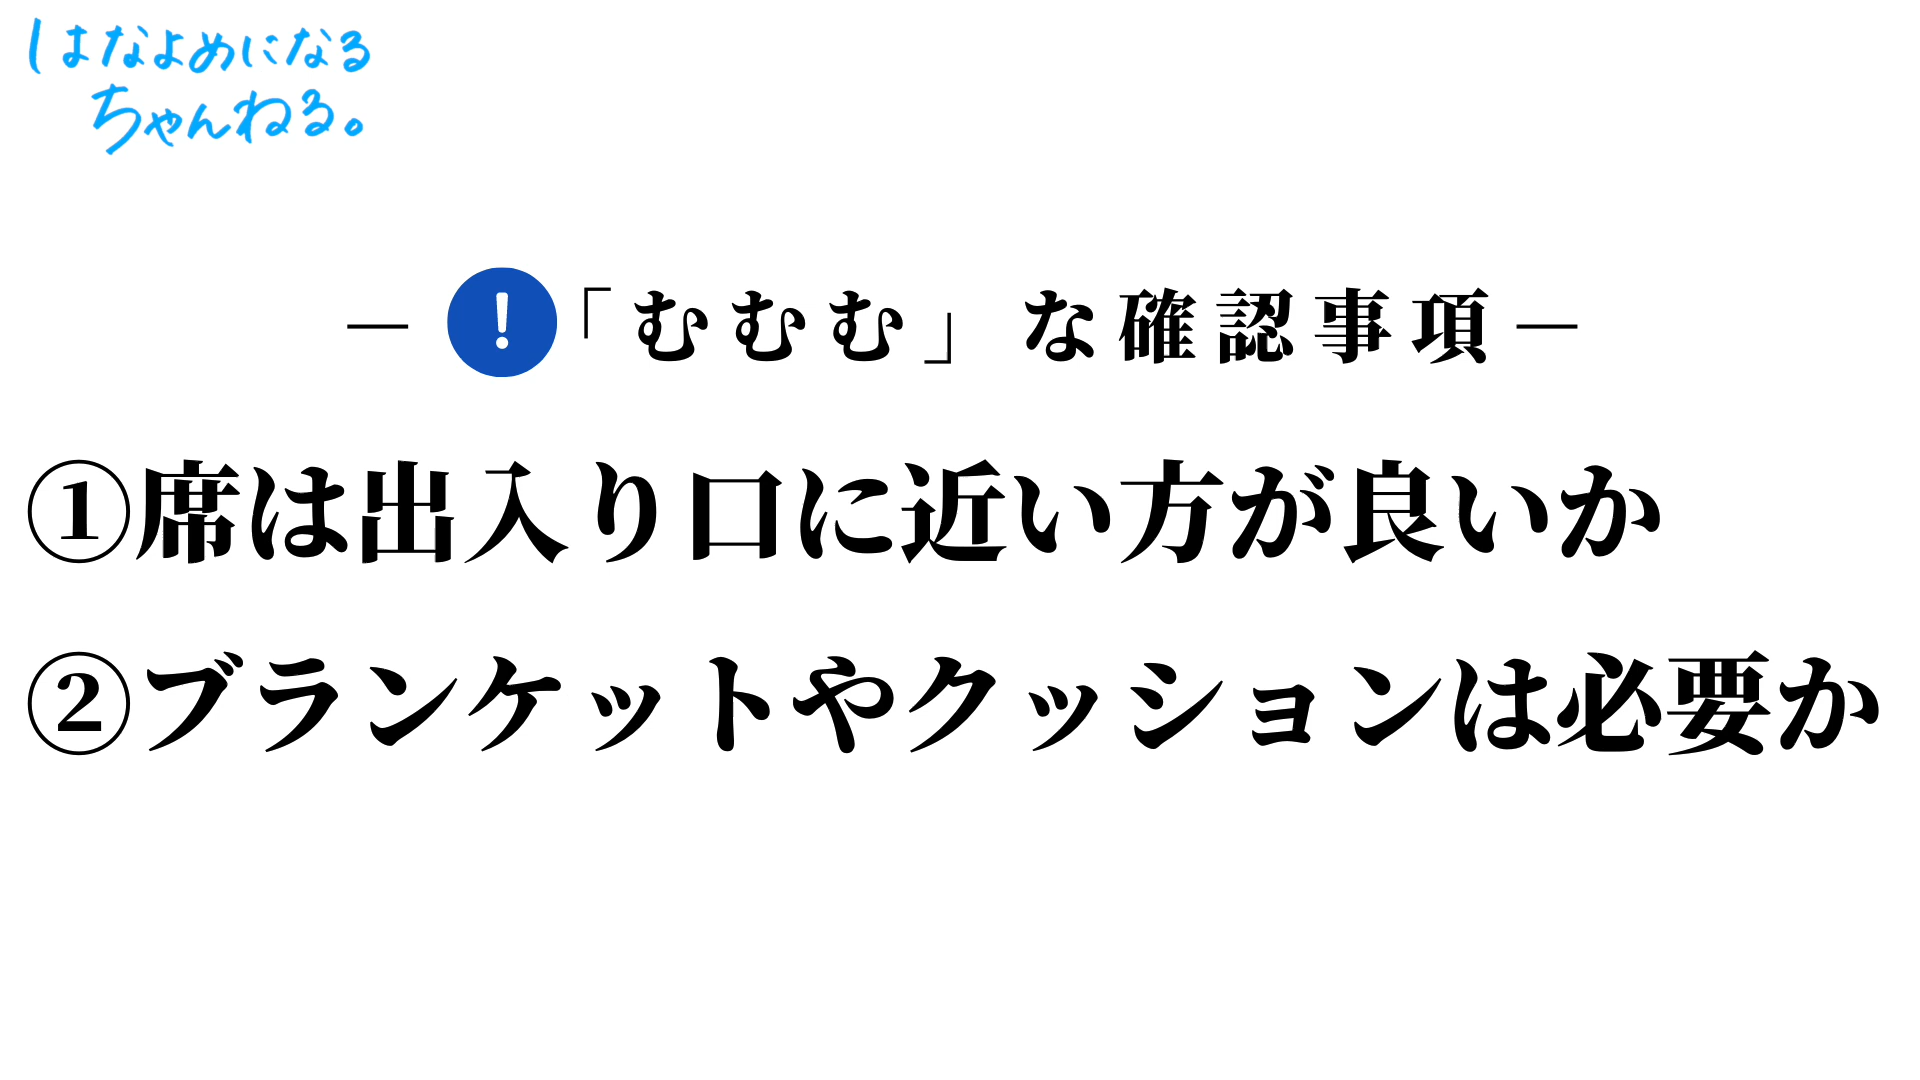 はなよめになる
ちゃんねる。
－ ! 「むむむ」な確認事項－
①席は出入り口に近い方が良いか
②ブランケットやクッションは必要か